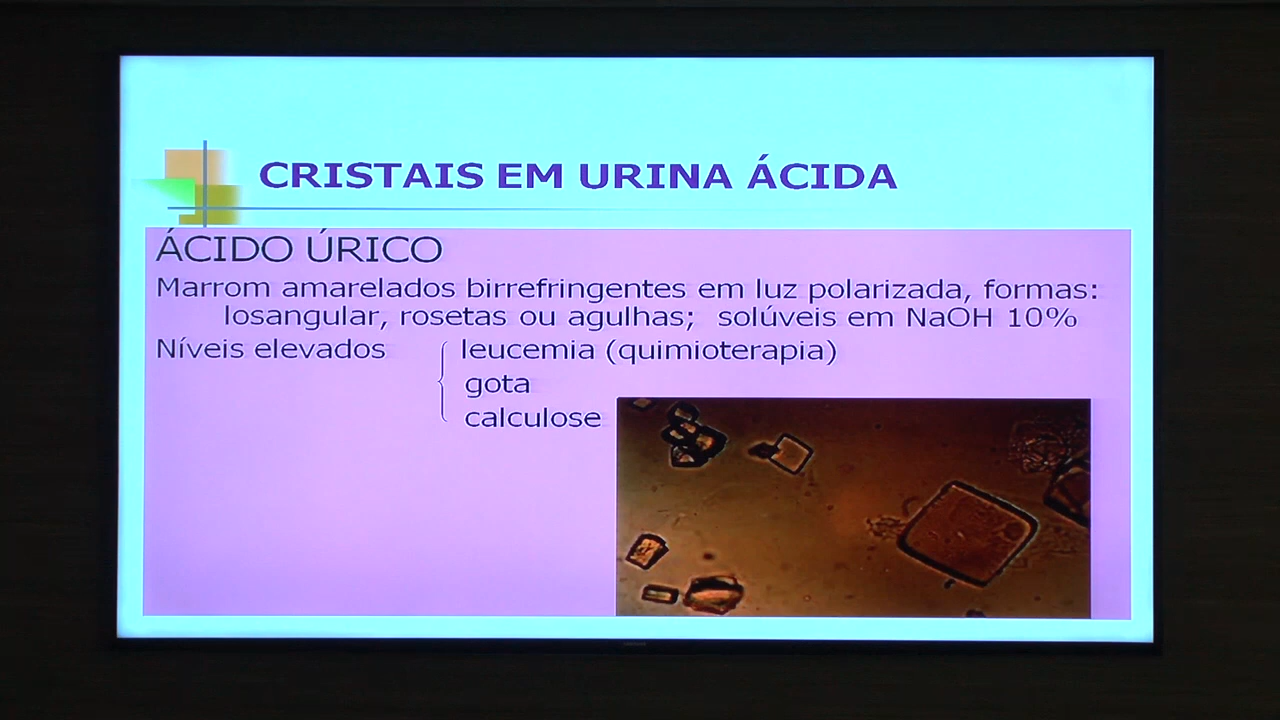 CRISTAIS EM URINA ÁCIDA
ÁCIDO ÚRICO
Marrom amarelados birrefringentes em luz polarizada, formas:
losangular, rosetas ou agulhas; solúveis em NaOH 10%
Níveis elevados leucemia (quimioterapia)
gota
calculose